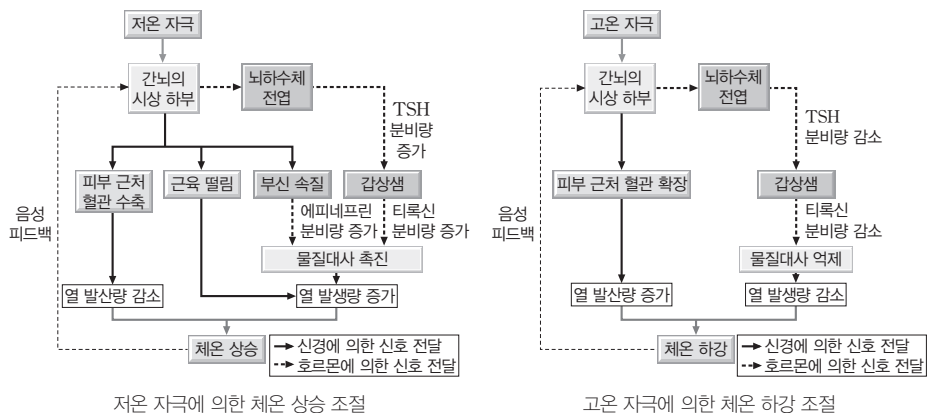 저온 자극
간뇌의
시상 하부
뇌하수체
전엽
TSH
분비량
증가
피부 근처
혈관 수축
근육 떨림
부신 속질
갑상샘
음성
피드백
에피네프린
분비량 증가
티록신
분비량 증가
물질대사 촉진
열 발산량 감소
열 발생량 증가
체온 상승
신경에 의한 신호 전달
호르몬에 의한 신호 전달
저온 자극에 의한 체온 상승 조절
고온 자극
간뇌의
시상 하부
뇌하수체
전엽
TSH
분비량 감소
피부 근처 혈관 확장
갑상샘
음성
피드백
티록신
분비량 감소
물질대사 억제
열 발산량 증가
열 발생량 감소
체온 하강
신경에 의한 신호 전달
호르몬에 의한 신호 전달
고온 자극에 의한 체온 하강 조절